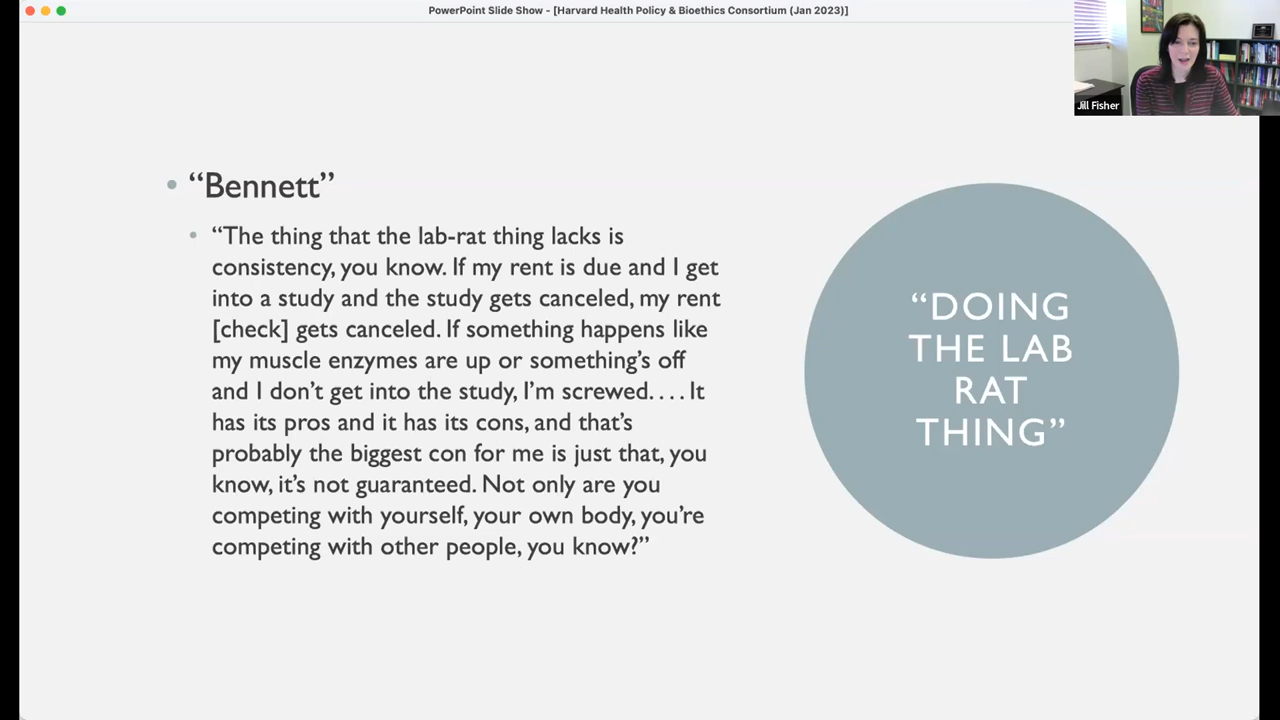 PowerPoint Slide Show - [Harvard Health Policy & Bioethics Consortium (Jan 2026)]
Jill Fisher
• “Bennett”
• “The thing that the lab-rat thing lacks is
consistency, you know. If my rent is due and I get
into a study and the study gets canceled, my rent
[check] gets canceled. If something happens like
my muscle enzymes are up or something’s off
and I don’t get into the study, I’m screwed. . . . It
has its pros and it has its cons, and that’s
probably the biggest con for me is just that, you
know, it’s not guaranteed. Not only are you
competing with yourself, your own body, you’re
competing with other people, you know?”
“DOING
THE LAB
RAT
THING”